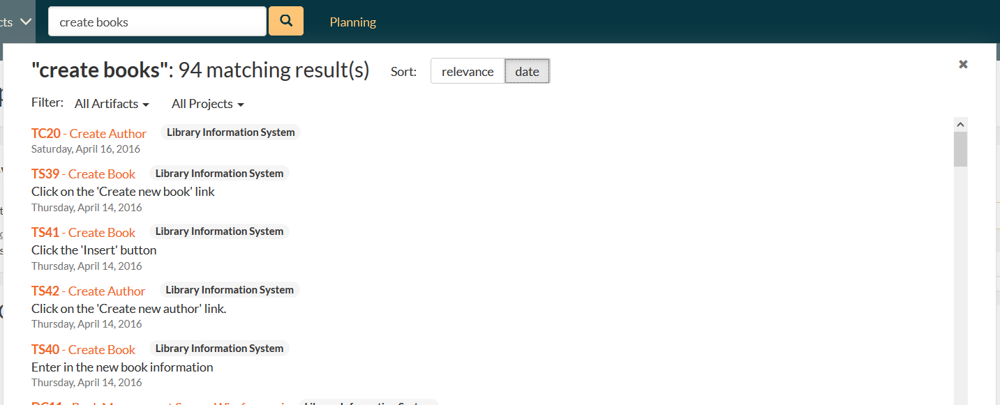 create books
Planning
"create books": 94 matching result(s) Sort: relevance date
Filter: All Artifacts All Projects
TC20 - Create Author Library Information System
Saturday, April 16, 2016
TS39 - Create Book Library Information System
Click on the 'Create new book' link
Thursday, April 14, 2016
TS41 - Create Book Library Information System
Click the 'Insert' button
Thursday, April 14, 2016
TS42 - Create Author Library Information System
Click on the 'Create new author' link.
Thursday, April 14, 2016
TS40 - Create Book Library Information System
Enter in the new book information
Thursday, April 14, 2016